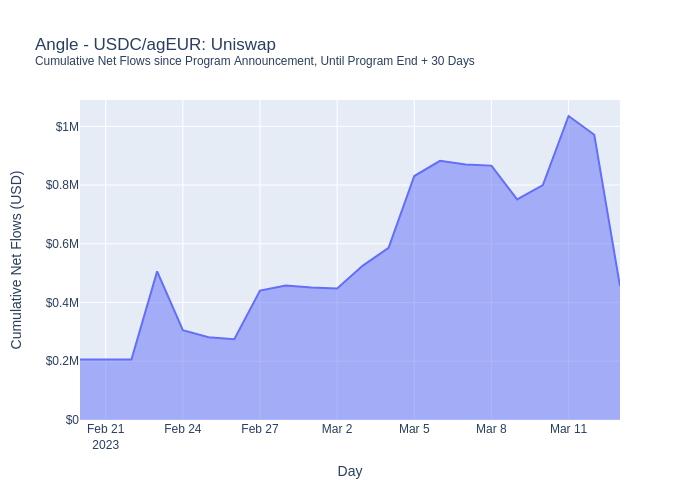 Angle - USDC/agEUR: Uniswap
Cumulative Net Flows since Program Announcement, Until Program End + 30 Days
Cumulative Net Flows (USD)
$1M
$0.8M
$0.6M
$0.4M
$0.2M
$0
Feb 21 Feb 24 Feb 27 Mar 2 Mar 5 Mar 8 Mar 11
2023
Day